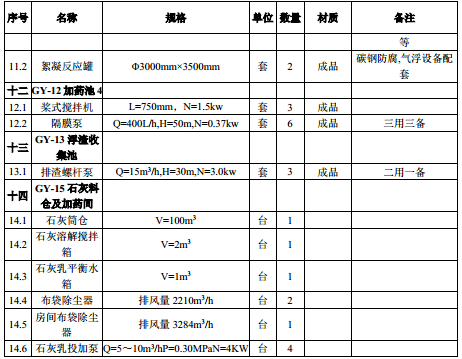 序号 名称 规格 单位 数量 材质 备注
等
11.2 絮凝反应罐 Φ3000mm×3500mm 套 2 成品 碳钢防腐,气浮设备配套
十二 GY-12 加药池 4
12.1 桨式搅拌机 L=750mm，N=1.5kw 套 3 成品
12.2 隔膜泵 Q=400L/h,H=50m,N=0.37kw 套 6 成品 三用三备
十三 GY-13 浮渣收集池
13.1 排渣螺杆泵 Q=15m³/h,H=30m,N=3.0kw 套 3 成品 二用一备
十四 GY-15 石灰料仓及加药间
14.1 石灰筒仓 V=100m³ 台 1
14.2 石灰溶解搅拌箱 V=2m³ 台 1
14.3 石灰乳平衡水箱 V=1m³ 台 1
14.4 布袋除尘器 排风量 2210m³/h 台 2
14.5 房间布袋除尘器 排风量 3284m³/h 台 1
14.6 石灰乳投加泵 Q=5～10m³/hP=0.30MPaN=4KW 台 4